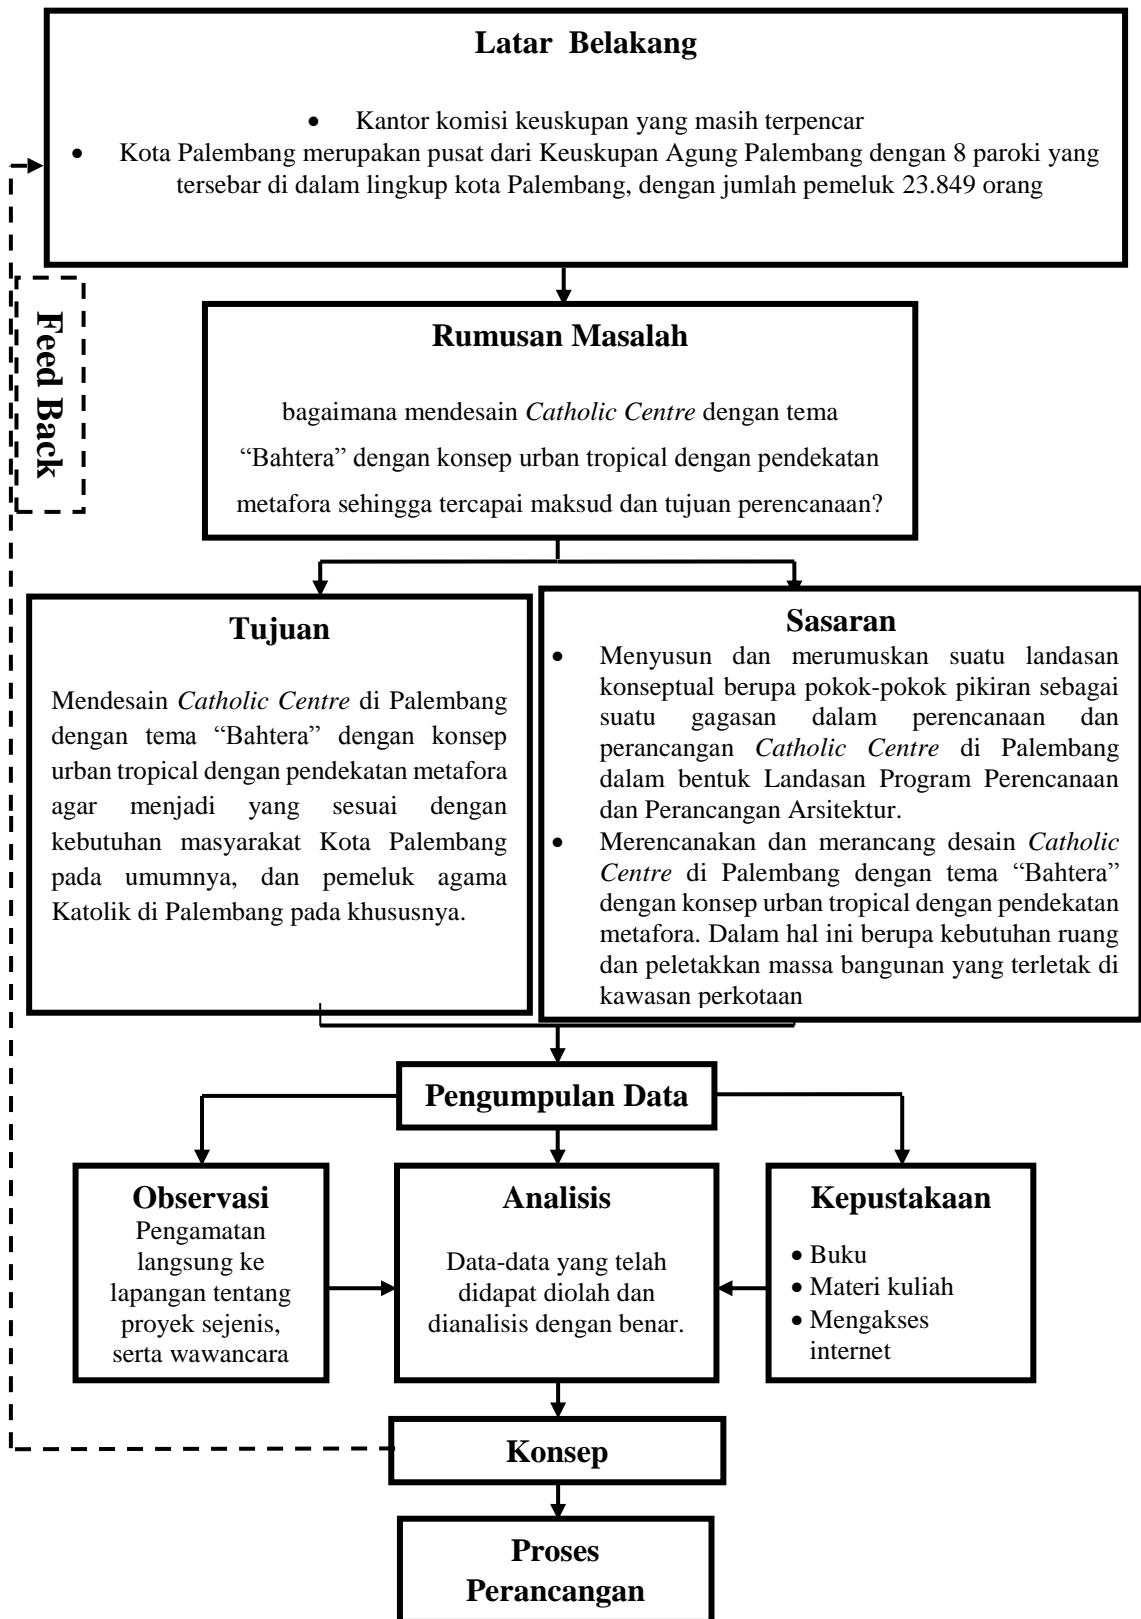 Latar Belakang
• Kantor komisi keuskupan yang masih terpencar
• Kota Palembang merupakan pusat dari Keuskupan Agung Palembang dengan 8 paroki yang
tersebar di dalam lingkup kota Palembang, dengan jumlah pemeluk 23.849 orang
Feed Back
Rumusan Masalah
bagaimana mendesain Catholic Centre dengan tema
“Bahtera” dengan konsep urban tropical dengan pendekatan
metafora sehingga tercapai maksud dan tujuan perencanaan?
Tujuan
Mendesain Catholic Centre di Palembang
dengan tema “Bahtera” dengan konsep
urban tropical dengan pendekatan metafora
agar menjadi yang sesuai dengan
kebutuhan masyarakat Kota Palembang
pada umumnya, dan pemeluk agama
Katolik di Palembang pada khususnya.
Sasaran
• Menyusun dan merumuskan suatu landasan
konseptual berupa pokok-pokok pikiran sebagai
suatu gagasan dalam perencanaan dan
perancangan Catholic Centre di Palembang
dalam bentuk Landasan Program Perencanaan
dan Perancangan Arsitektur.
• Merencanakan dan merancang desain Catholic
Centre di Palembang dengan tema “Bahtera”
dengan konsep urban tropical dengan pendekatan
metafora. Dalam hal ini berupa kebutuhan ruang
dan peletakkan massa bangunan yang terletak di
kawasan perkotaan
Pengumpulan Data
Observasi
Pengamatan
langsung ke
lapangan tentang
proyek sejenis,
serta wawancara
Analisis
Data-data yang telah
didapat diolah dan
dianalisis dengan benar.
Kepustakaan
• Buku
• Materi kuliah
• Mengakses
internet
Konsep
Proses
Perancangan